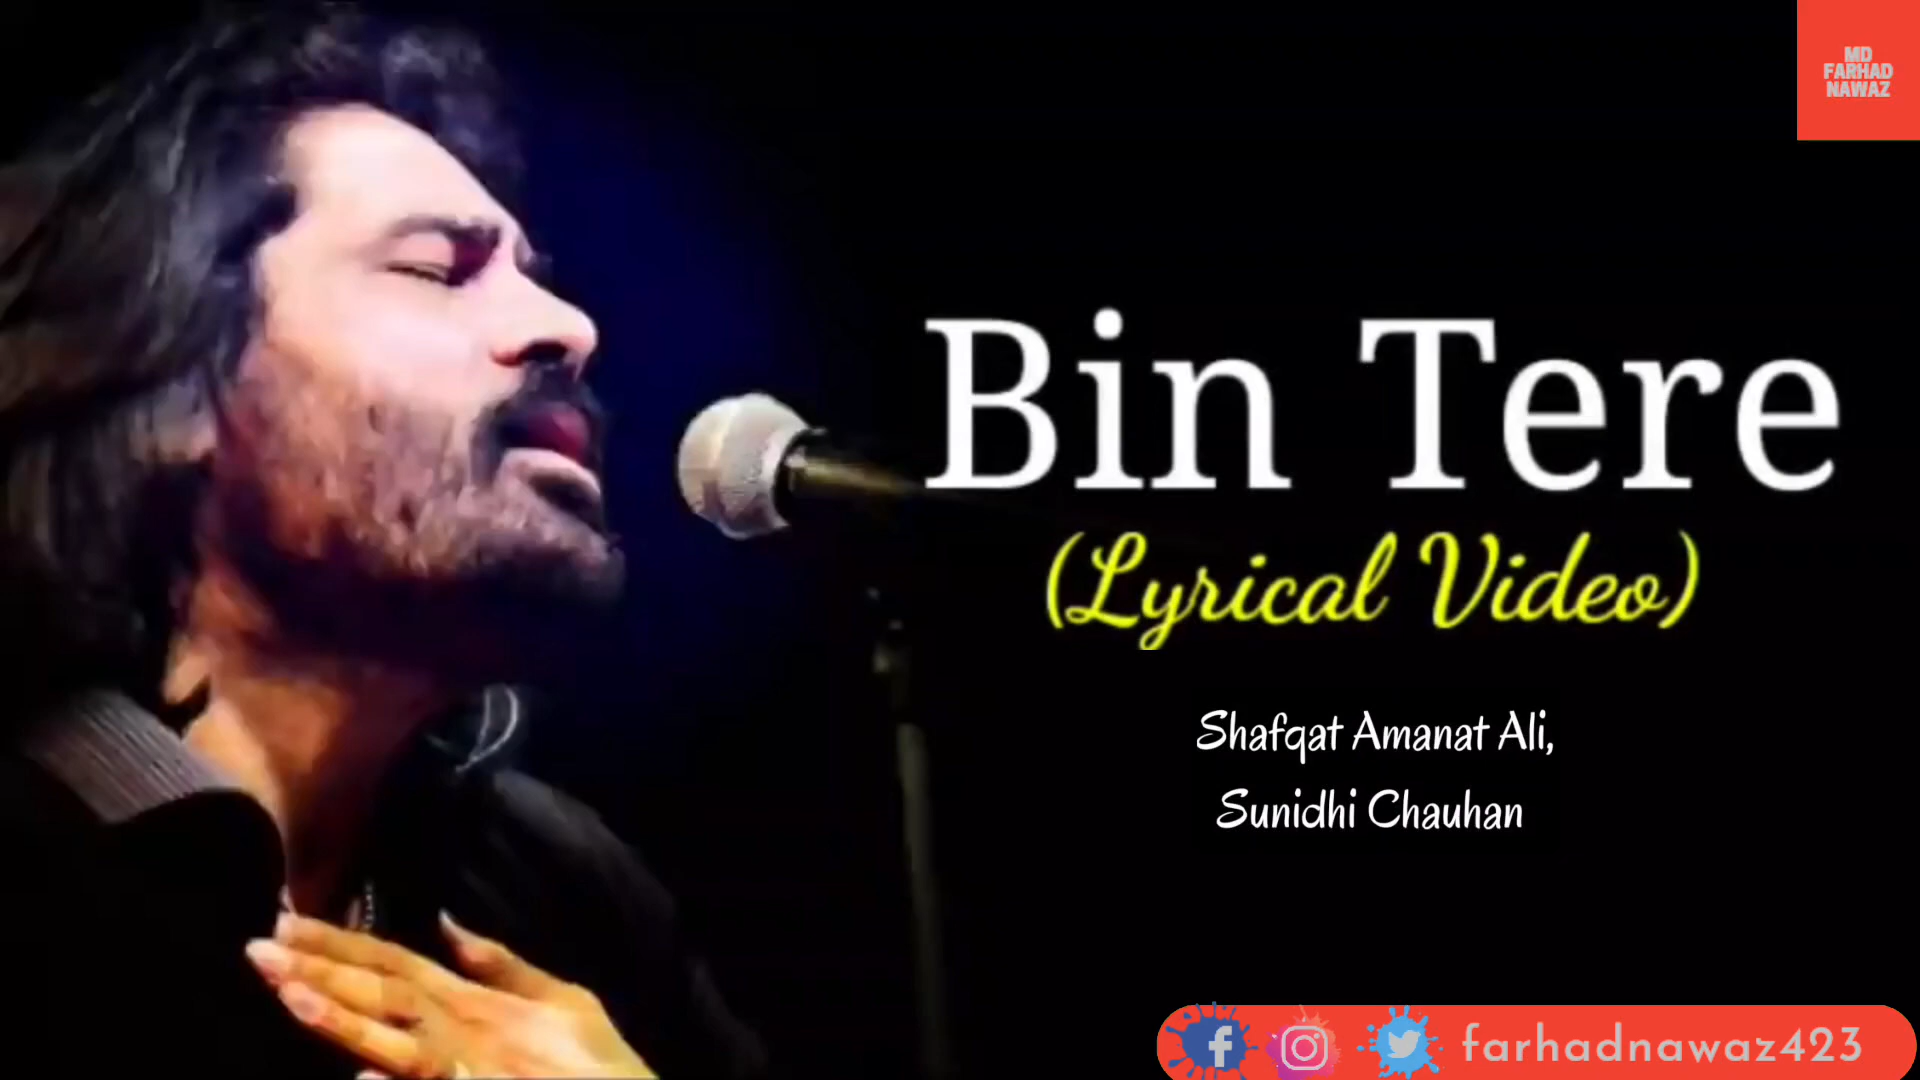 MD
FARHAD
NAWAZ
Bin Tere
(Lyrical Video)
Shafqat Amanat Ali,
Sunidhi Chauhan
farhadnawaz423